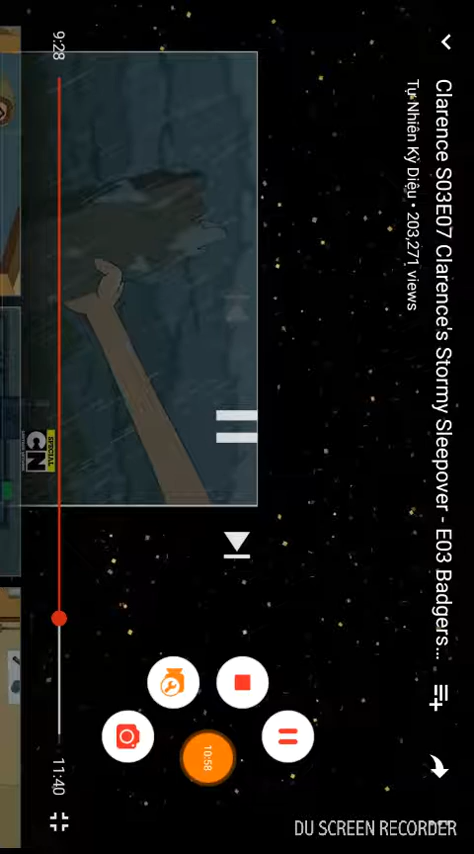 Clarence S03E07 Clarence's Stormy Sleepover - E03 Badgers...
Tự Nhiên Kỳ Diệu • 203,271 views
SPECIAL
CN
9:28
11:40
10:58
DU SCREEN RECORDER